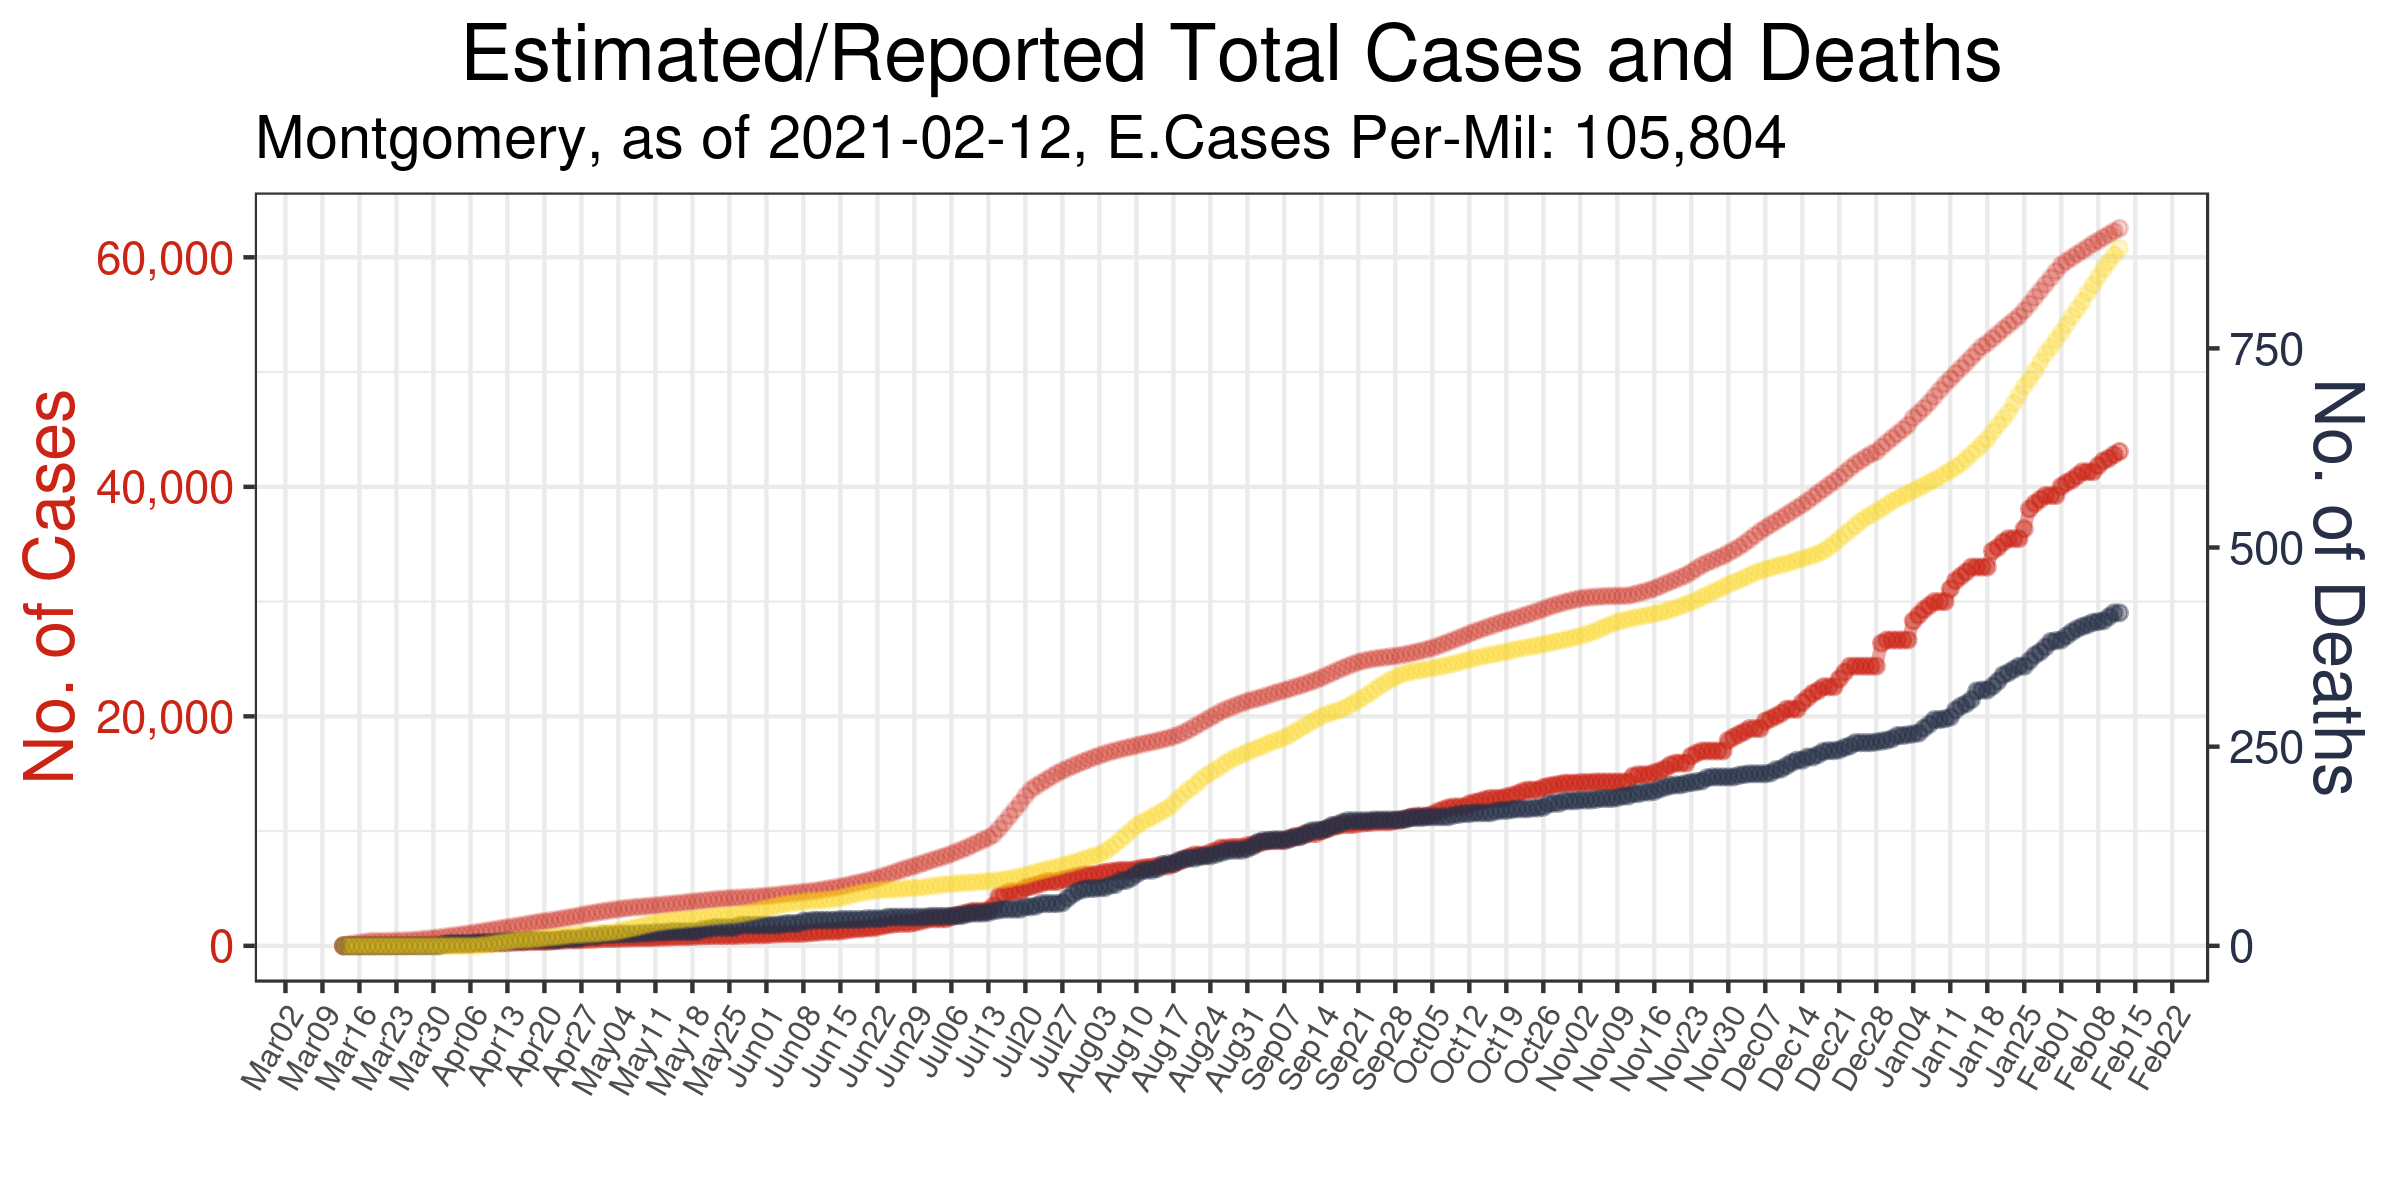 Estimated/Reported Total Cases and Deaths
Montgomery, as of 2021-02-12, E.Cases Per-Mil: 105,804
No. of Cases
60,000
40,000
20,000
0
750
500
250
0
No. of Deaths
Mar02
Mar09
Mar16
Mar23
Mar30
Apr06
Apr13
Apr20
Apr27
May04
May11
May18
May25
Jun01
Jun08
Jun15
Jun22
Jun29
Jul06
Jul13
Jul20
Jul27
Aug03
Aug10
Aug17
Aug24
Aug31
Sep07
Sep14
Sep21
Sep28
Oct05
Oct12
Oct19
Oct26
Nov02
Nov09
Nov16
Nov23
Nov30
Dec07
Dec14
Dec21
Dec28
Jan04
Jan11
Jan18
Jan25
Feb01
Feb08
Feb15
Feb22